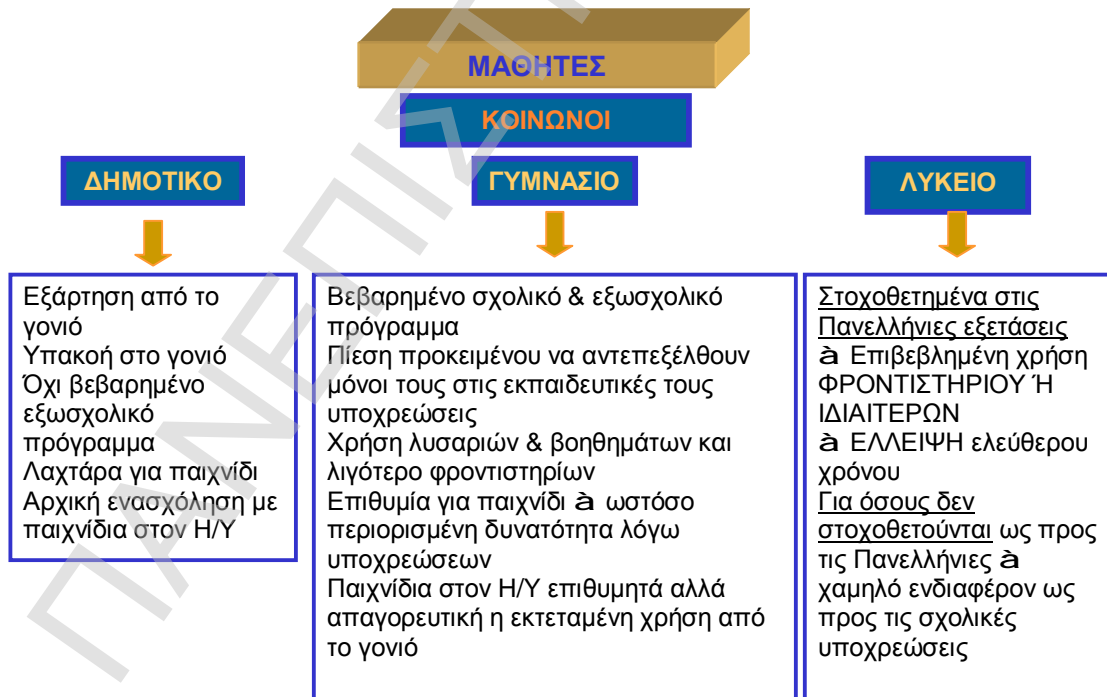 ΜΑΘΗΤΕΣ
ΚΟΙΝΩΝΟΙ
ΔΗΜΟΤΙΚΟ
Εξάρτηση από το
γονιό
Υπακοή στο γονιό
Όχι βεβαρημένο
εξωσχολικό
πρόγραμμα
Λαχτάρα για παιχνίδι
Αρχική ενασχόληση με
παιχνίδια στον Η/Υ
ΓΥΜΝΑΣΙΟ
Βεβαρημένο σχολικό & εξωσχολικό
πρόγραμμα
Πίεση προκειμένου να αντεπεξέλθουν
μόνοι τους στις εκπαιδευτικές τους
υποχρεώσεις
Χρήση λυσαριών & βοηθημάτων και
λιγότερο φροντιστηρίων
Επιθυμία για παιχνίδι à ωστόσο
περιορισμένη δυνατότητα λόγω
υποχρεώσεων
Παιχνίδια στον Η/Υ επιθυμητά αλλά
απαγορευτική η εκτεταμένη χρήση από
το γονιό
ΛΥΚΕΙΟ
Στοχοθετημένα στις
Πανελλήνιες εξετάσεις
à Επιβεβλημένη χρήση
ΦΡΟΝΤΙΣΤΗΡΙΟΥ Ή
ΙΔΙΑΙΤΕΡΩΝ
à ΕΛΛΕΙΨΗ ελεύθερου
χρόνου
Για όσους δεν
στοχοθετούνται ως προς
τις Πανελλήνιες à
χαμηλό ενδιαφέρον ως
προς τις σχολικές
υποχρεώσεις
ΠΑΝΕΠΙΣΤ